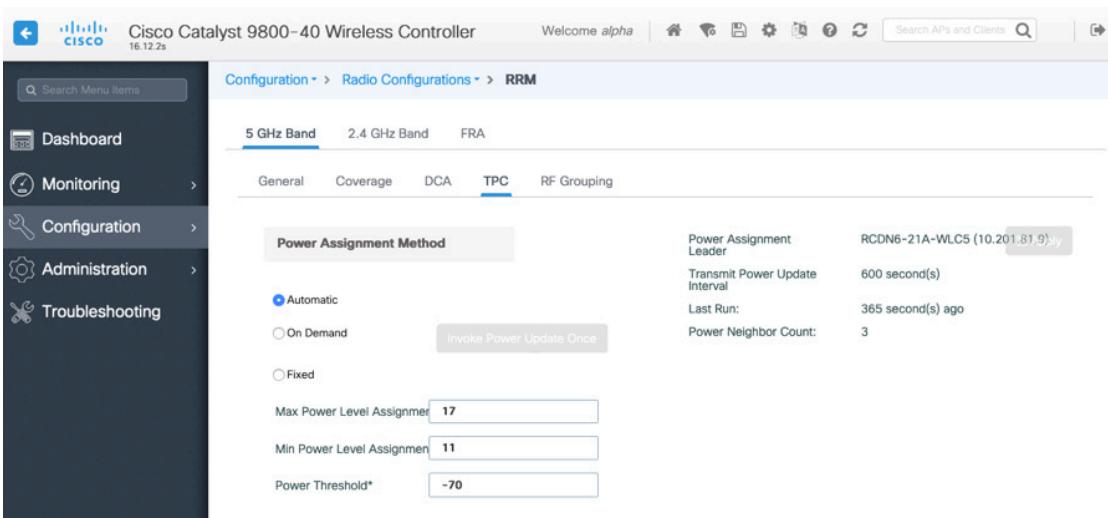 CISCO
Cisco Catalyst 9800-40 Wireless Controller
16.12.2s
Welcome alpha
Search APs and Clients
Search Menu Items
Dashboard
Monitoring
Configuration
Administration
Troubleshooting
Configuration > Radio Configurations > RRM
5 GHz Band 2.4 GHz Band FRA
General Coverage DCA TPC RF Grouping
Power Assignment Method
Automatic
On Demand
Invoke Power Update Once
Fixed
Max Power Level Assignmer 17
Min Power Level Assignmen 11
Power Threshold* -70
Power Assignment
Leader
RCDN6-21A-WLC5 (10.201.81.9)
Apply
Transmit Power Update
Interval
600 second(s)
Last Run: 365 second(s) ago
Power Neighbor Count: 3